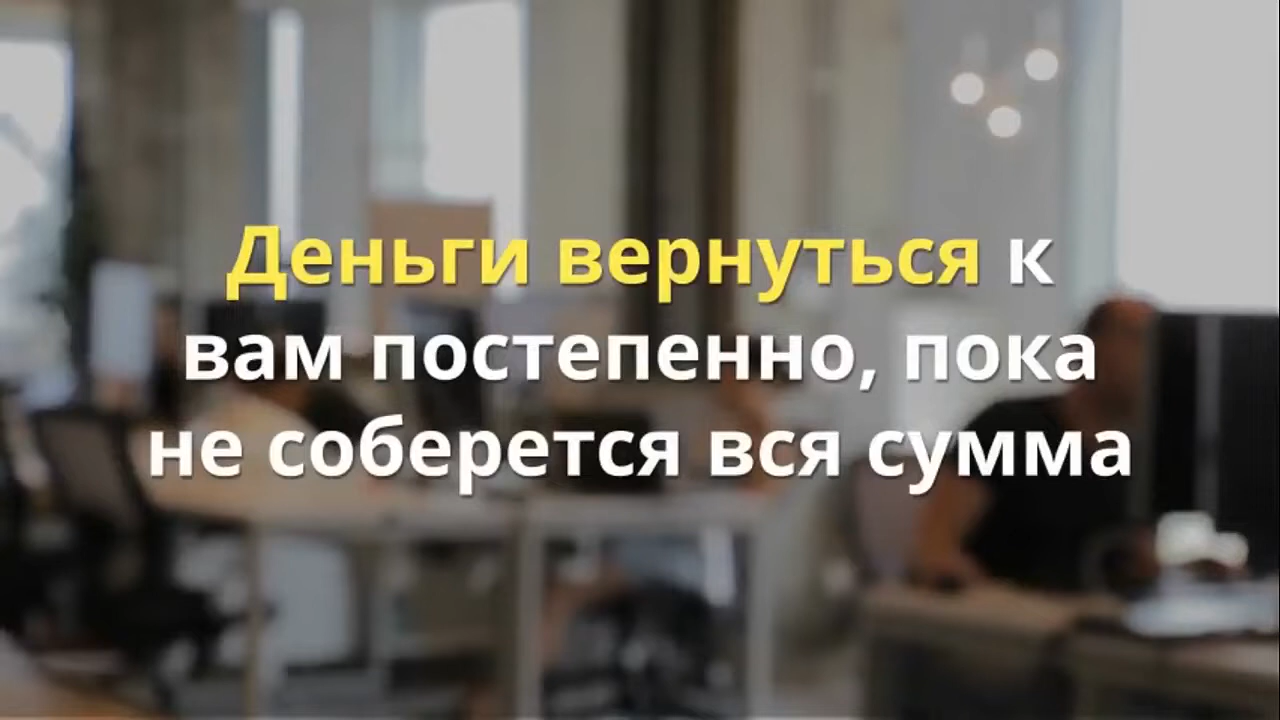 Деньги вернуться к
вам постепенно, пока
не соберется вся сумма